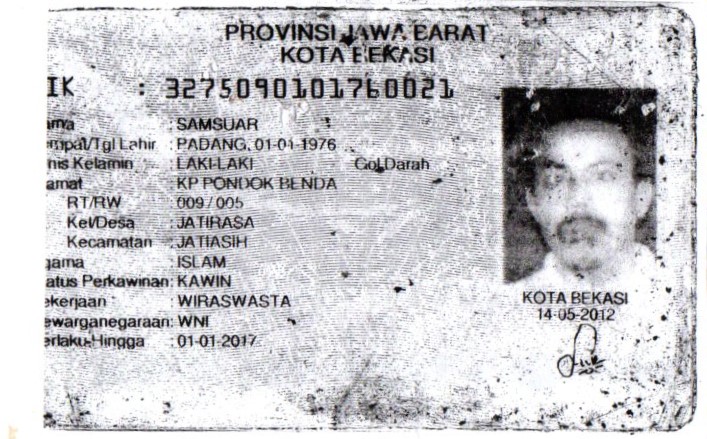 PROVINSI JAWA BARAT
KOTA BEKASI
IK : 3275090101760021
ama : SAMSUAR
empat/Tgl Lahir : PADANG, 01-01-1976
nis Kelamin : LAKI-LAKI Gol.Darah
amat : KP PONDOK BENDA
RT/RW : 009 / 005
Kel/Desa : JATIRASA
Kecamatan : JATIASIH
gama : ISLAM
atus Perkawinan: KAWIN
ekerjaan : WIRASWASTA
ewarganegaraan: WNI
erlaku Hingga : 01-01-2017
KOTA BEKASI
14-05-2012